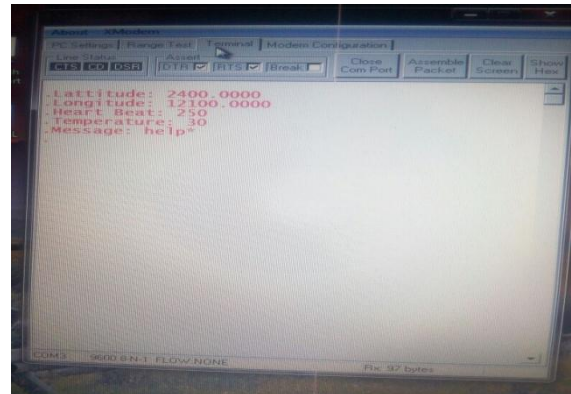 About XModem
PC Settings Range Test Terminal Modem Configuration
Line Status Assert
CTS CD DSR DTR RTS Break Close Com Port Assemble Packet Clear Screen Show Hex
.Lattitude: 2400.0000
.Longitude: 12100.0000
.Heart Beat: 250
.Temperature: 30
.Message: help*
.
COM3 9600 8-N-1 FLOW:NONE Rx: 97 bytes